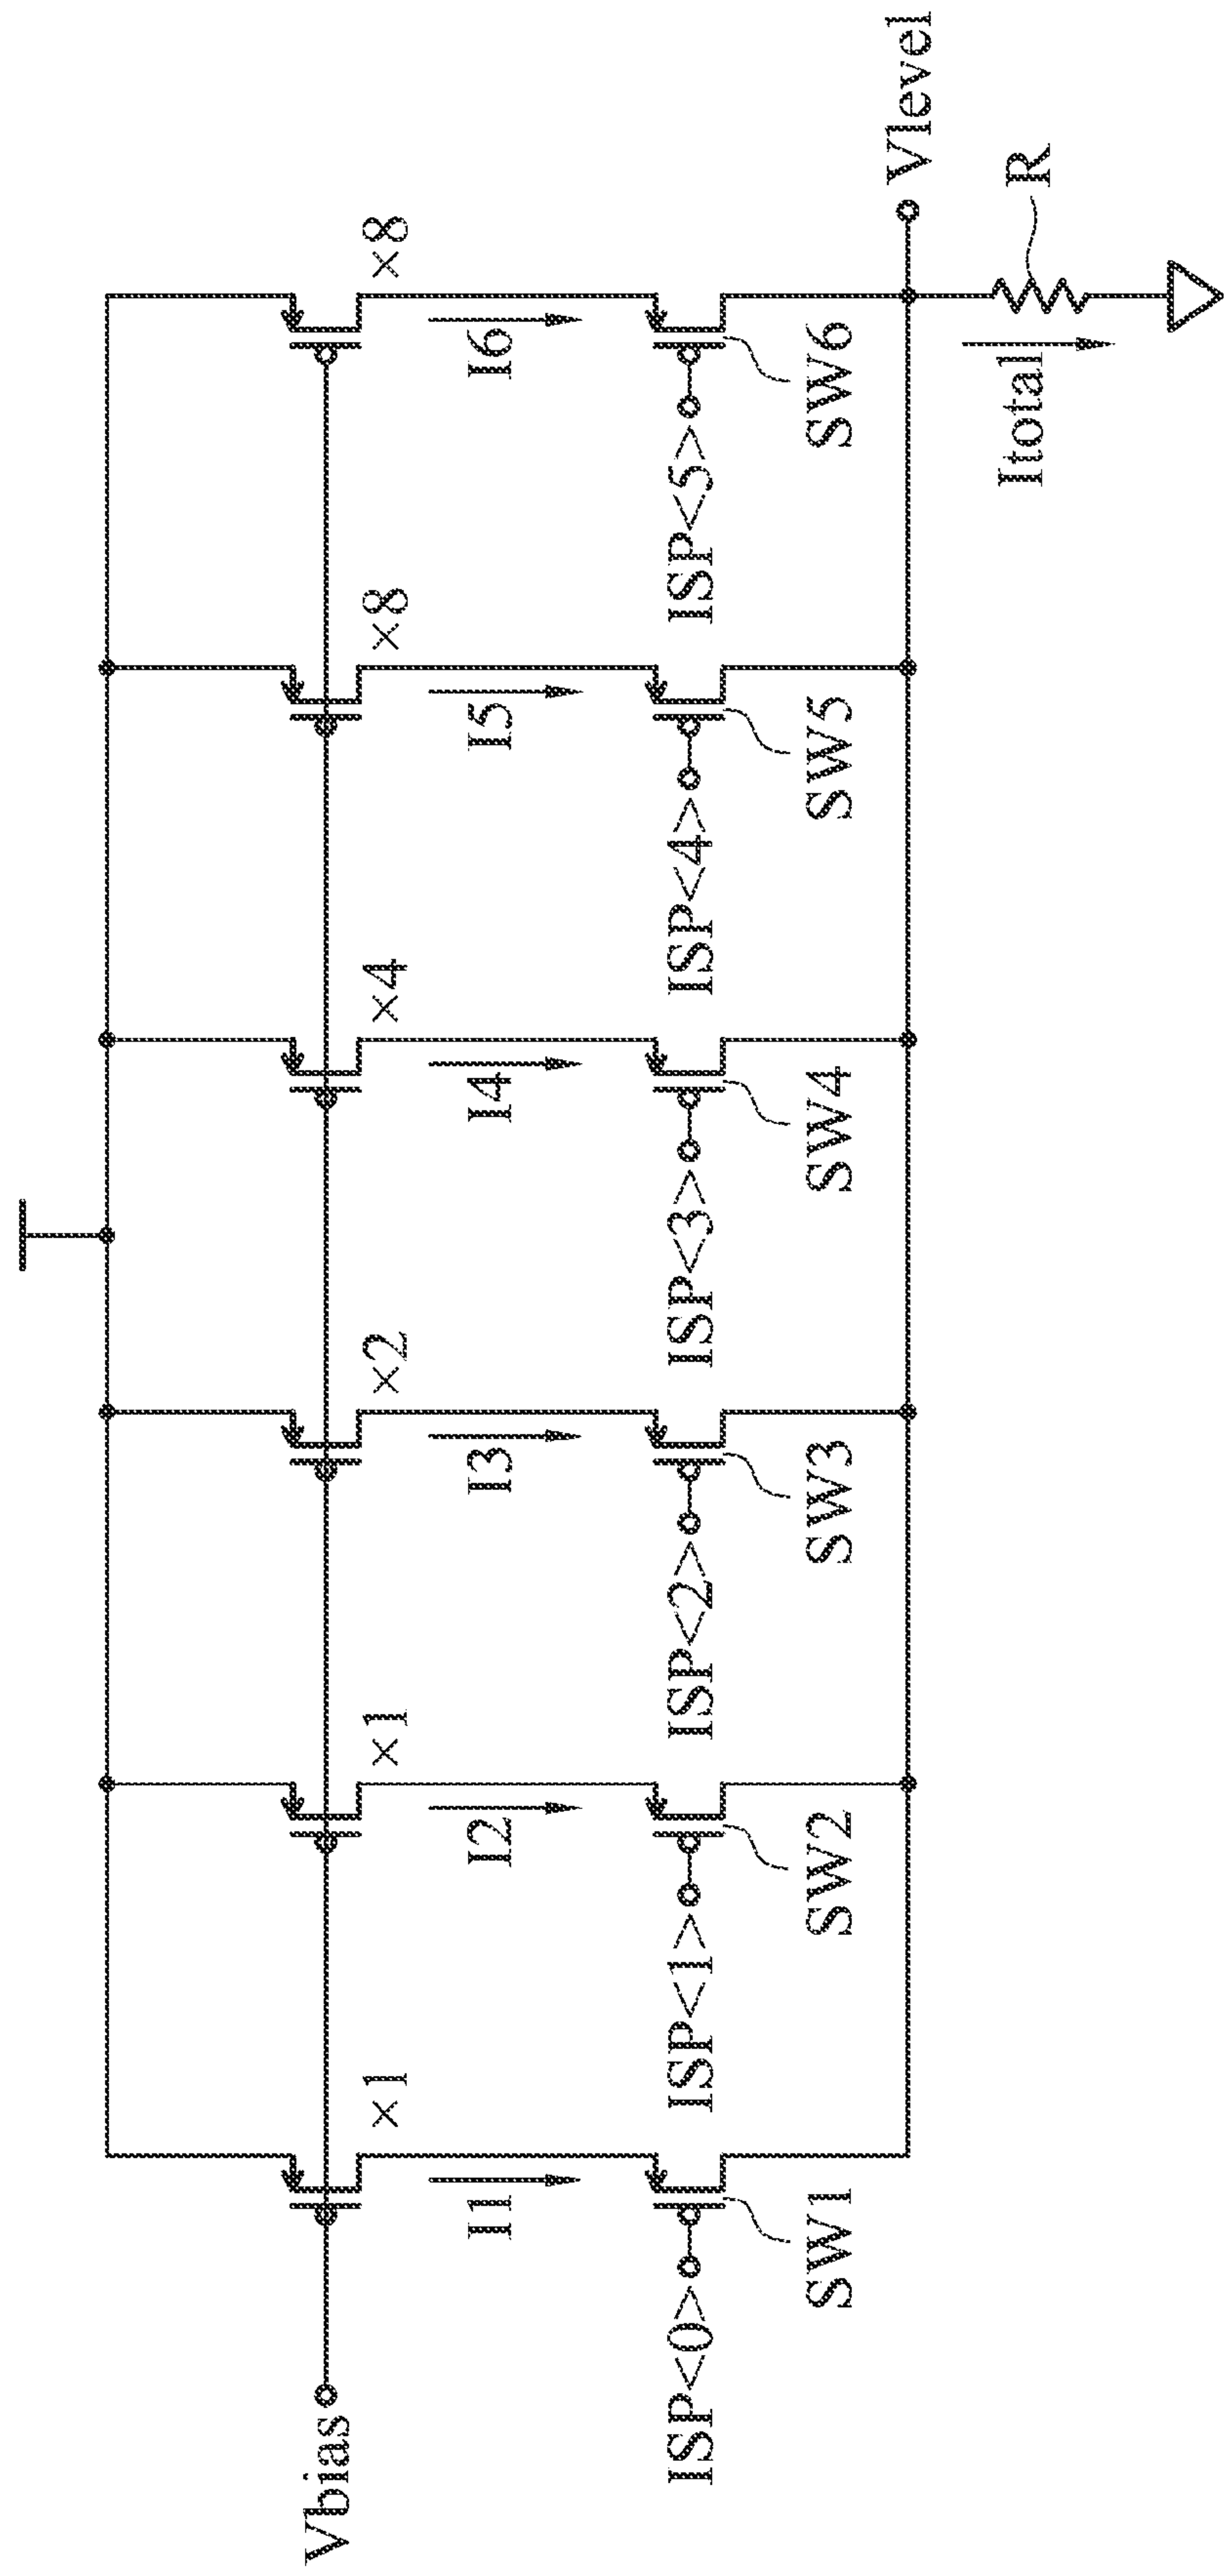 Vbias
×1
×1
×2
×4
×8
×8
I1
I2
I3
I4
I5
I6
ISP<0>
ISP<1>
ISP<2>
ISP<3>
ISP<4>
ISP<5>
SW1
SW2
SW3
SW4
SW5
SW6
Vlevel
Itotal
R